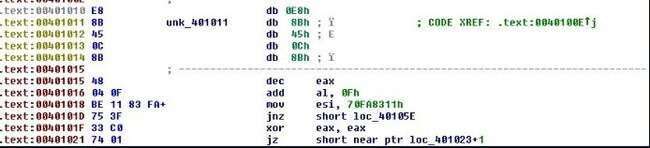 .text:00401010 E8 db 0E8h
.text:00401011 8B unk_401011 db 8Bh ; ï ; CODE XREF: .text:0040100E↑j
.text:00401012 45 db 45h ; E
.text:00401013 0C db 0Ch
.text:00401014 8B db 8Bh ; ï
.text:00401015 ; ---------------------------------------------------------------------------
.text:00401015 48 dec eax
.text:00401016 04 0F add al, 0Fh
.text:00401018 BE 11 83 FA+ mov esi, 70FA8311h
.text:0040101D 75 3F jnz short loc_40105E
.text:0040101F 33 C0 xor eax, eax
.text:00401021 74 01 jz short near ptr loc_401023+1